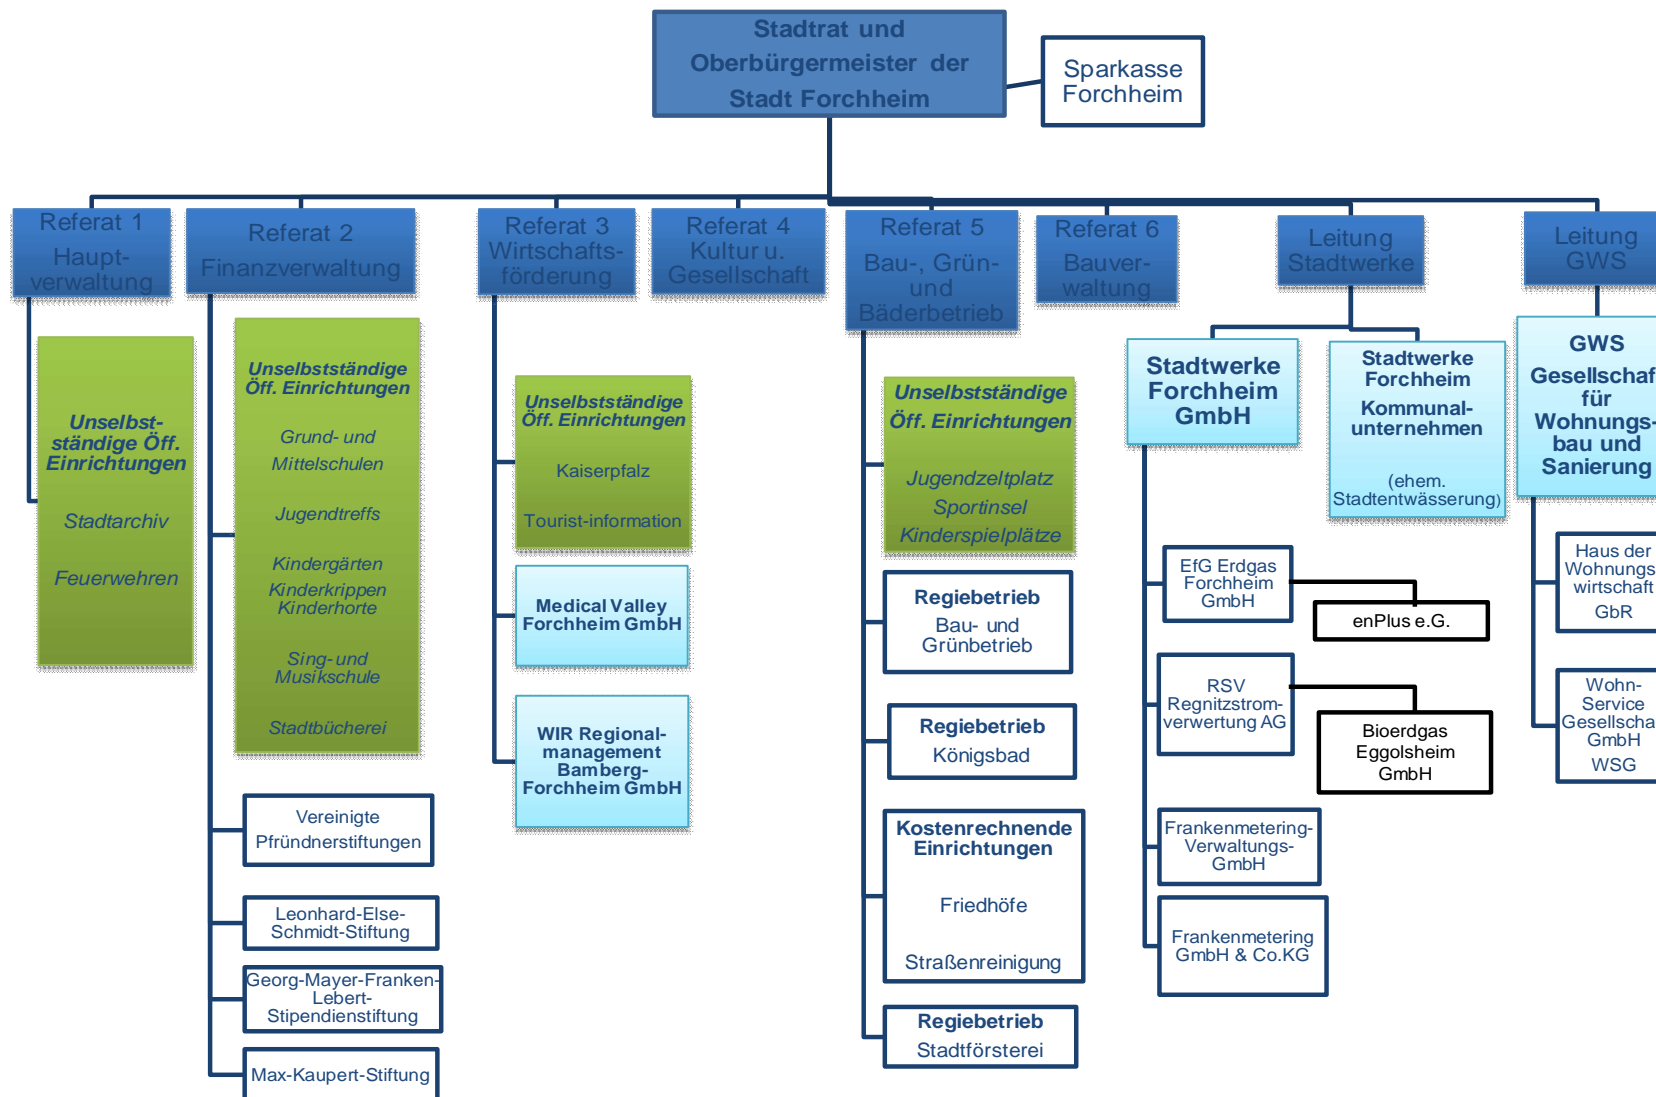 Stadtrat und
Oberbürgermeister der
Stadt Forchheim
Sparkasse
Forchheim
Referat 1
Haupt-
verwaltung
Referat 2
Finanzverwaltung
Referat 3
Wirtschafts-
förderung
Referat 4
Kultur u.
Gesellschaft
Referat 5
Bau-, Grün-
und
Bäderbetrieb
Referat 6
Bauver-
waltung
Leitung
Stadtwerke
Leitung
GWS
Unselbst-
ständige Öff.
Einrichtungen
Stadtarchiv
Feuerwehren
Unselbstständige
Öff. Einrichtungen
Grund- und
Mittelschulen
Jugendtreffs
Kindergärten
Kinderkrippen
Kinderhorte
Sing- und
Musikschule
Stadtbücherei
Vereinigte
Pfründnerstiftungen
Leonhard-Else-
Schmidt-Stiftung
Georg-Mayer-Franken-
Lebert-
Stipendienstiftung
Max-Kaupert-Stiftung
Unselbstständige
Öff. Einrichtungen
Kaiserpfalz
Tourist-information
Medical Valley
Forchheim GmbH
WIR Regional-
management
Bamberg-
Forchheim GmbH
Unselbstständige
Öff. Einrichtungen
Jugendzeltplatz
Sportinsel
Kinderspielplätze
Regiebetrieb
Bau- und
Grünbetrieb
Regiebetrieb
Königsbad
Kostenrechnende
Einrichtungen
Friedhöfe
Straßenreinigung
Regiebetrieb
Stadtförsterei
Stadtwerke
Forchheim
GmbH
Stadtwerke
Forchheim
Kommunal-
unternehmen
(ehem.
Stadtentwässerung)
EfG Erdgas
Forchheim
GmbH
enPlus e.G.
RSV
Regnitzstrom-
verwertung AG
Bioerdgas
Eggolsheim
GmbH
Frankenmetering-
Verwaltungs-
GmbH
Frankenmetering
GmbH & Co.KG
GWS
Gesellschaf
für
Wohnungs-
bau und
Sanierung
Haus der
Wohnungs
wirtschaft
GbR
Wohn-
Service
Gesellscha
GmbH
WSG